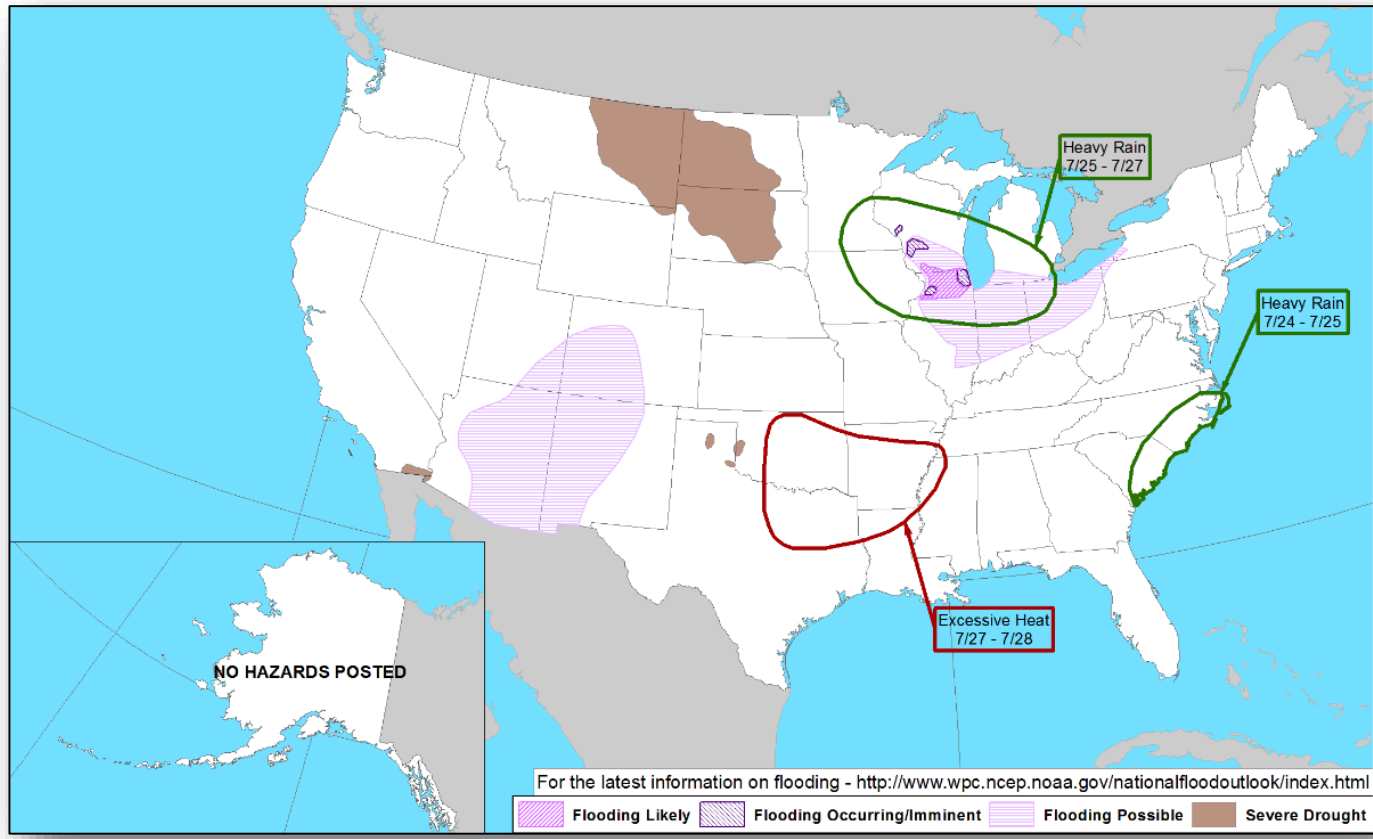 Heavy Rain
7/25 - 7/27
Heavy Rain
7/24 - 7/25
Excessive Heat
7/27 - 7/28
NO HAZARDS POSTED
For the latest information on flooding - http://www.wpc.ncep.noaa.gov/nationalfloodoutlook/index.html
Flooding Likely Flooding Occurring/Imminent Flooding Possible Severe Drought